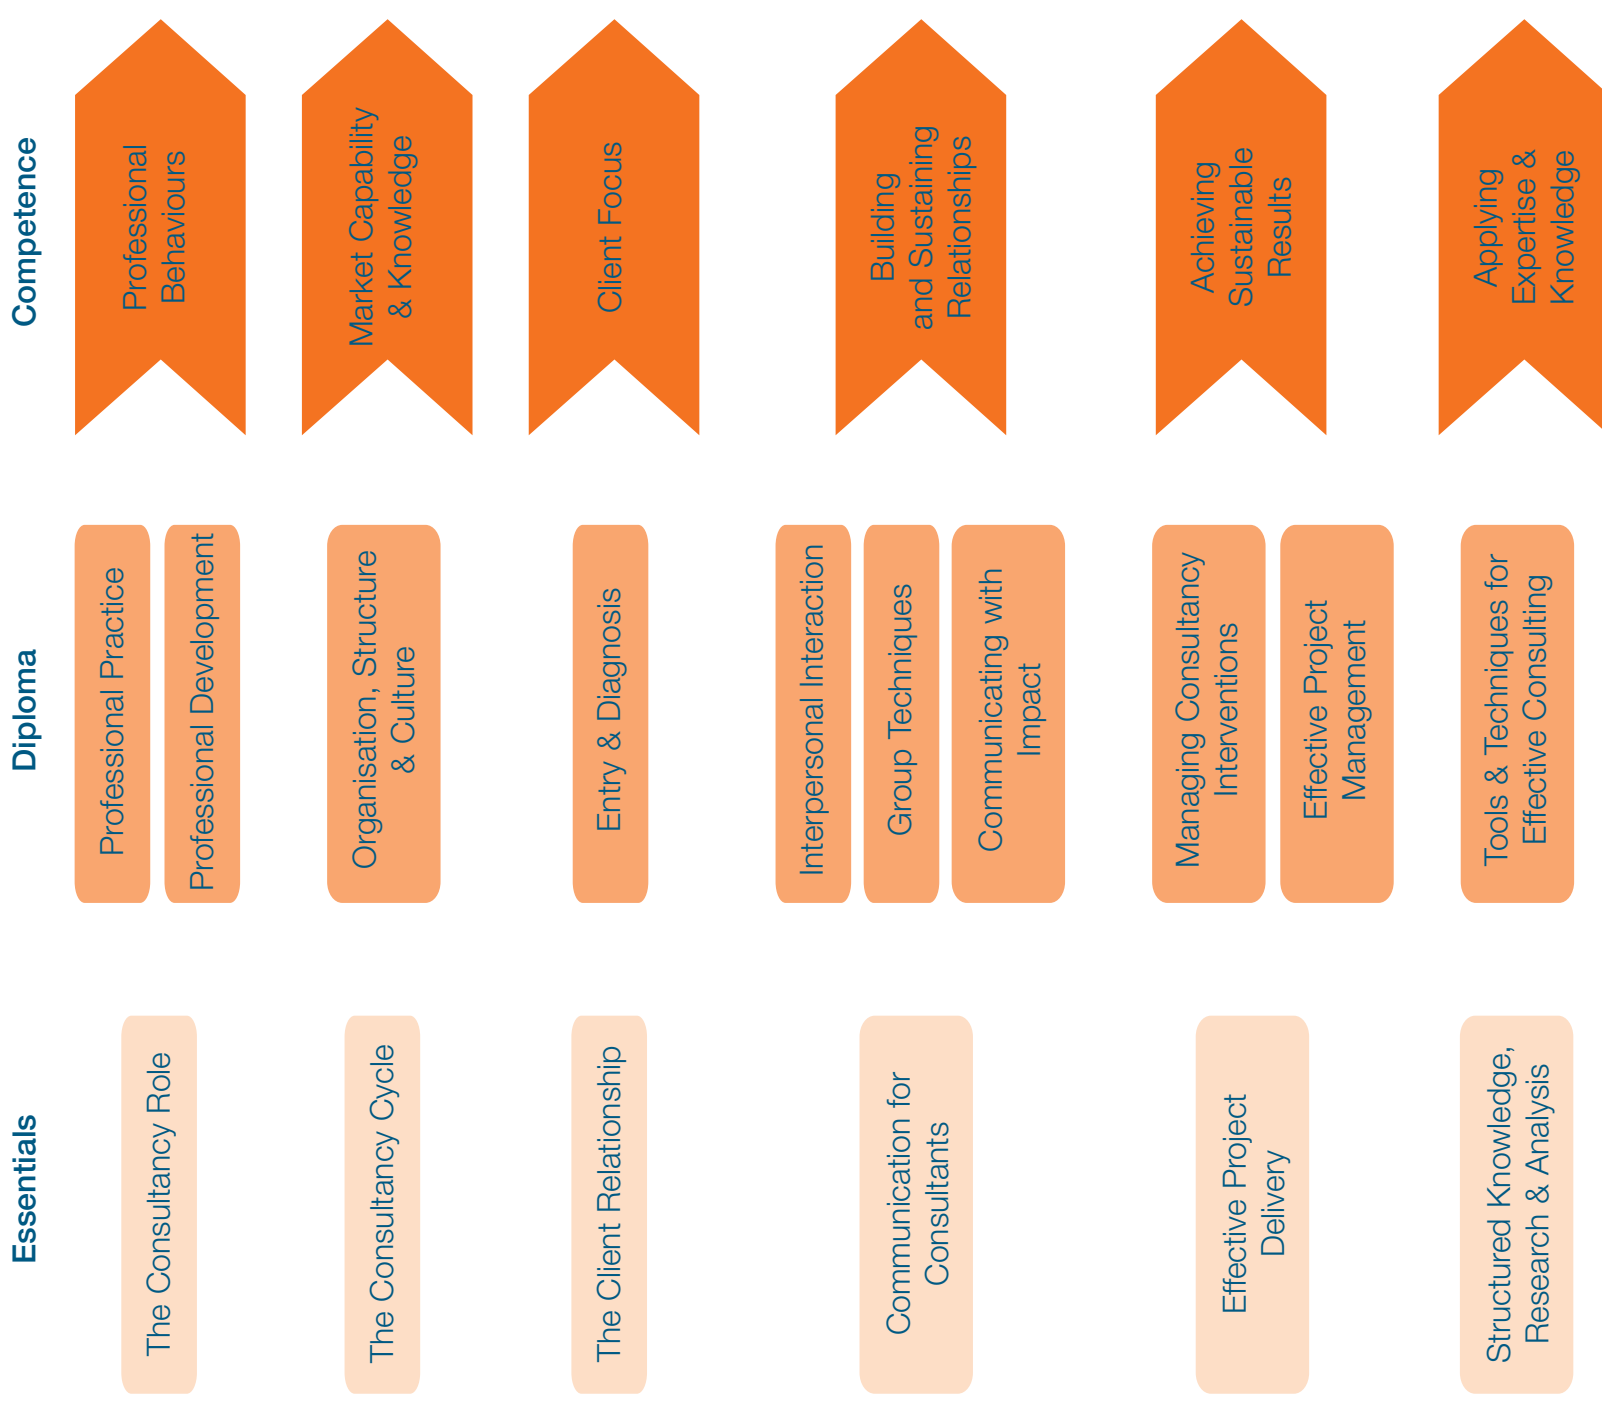 Essentials
Diploma
Competence
The Consultancy Role
Professional Practice
Professional Development
Professional
Behaviours
The Consultancy Cycle
Organisation, Structure
& Culture
Market Capability
& Knowledge
The Client Relationship
Entry & Diagnosis
Client Focus
Communication for
Consultants
Interpersonal Interaction
Group Techniques
Communicating with
Impact
Building
and Sustaining
Relationships
Effective Project
Delivery
Managing Consultancy
Interventions
Effective Project
Management
Achieving
Sustainable
Results
Structured Knowledge,
Research & Analysis
Tools & Techniques for
Effective Consulting
Applying
Expertise &
Knowledge